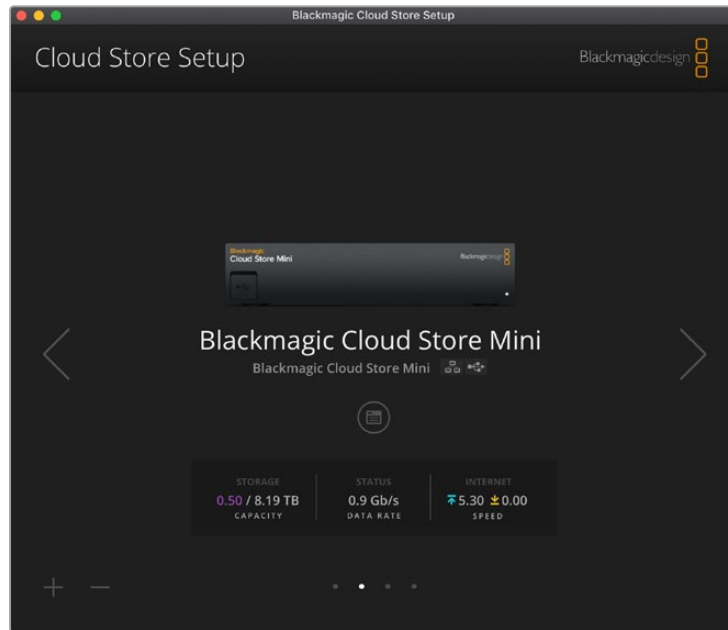 Blackmagic Cloud Store Setup
Cloud Store Setup
Blackmagicdesign
Blackmagic
Cloud Store Mini
Blackmagicdesign
Blackmagic Cloud Store Mini
Blackmagic Cloud Store Mini
STORAGE STATUS INTERNET
0.50 / 8.19 TB 0.9 Gb/s 5.30 0.00
CAPACITY DATA RATE SPEED